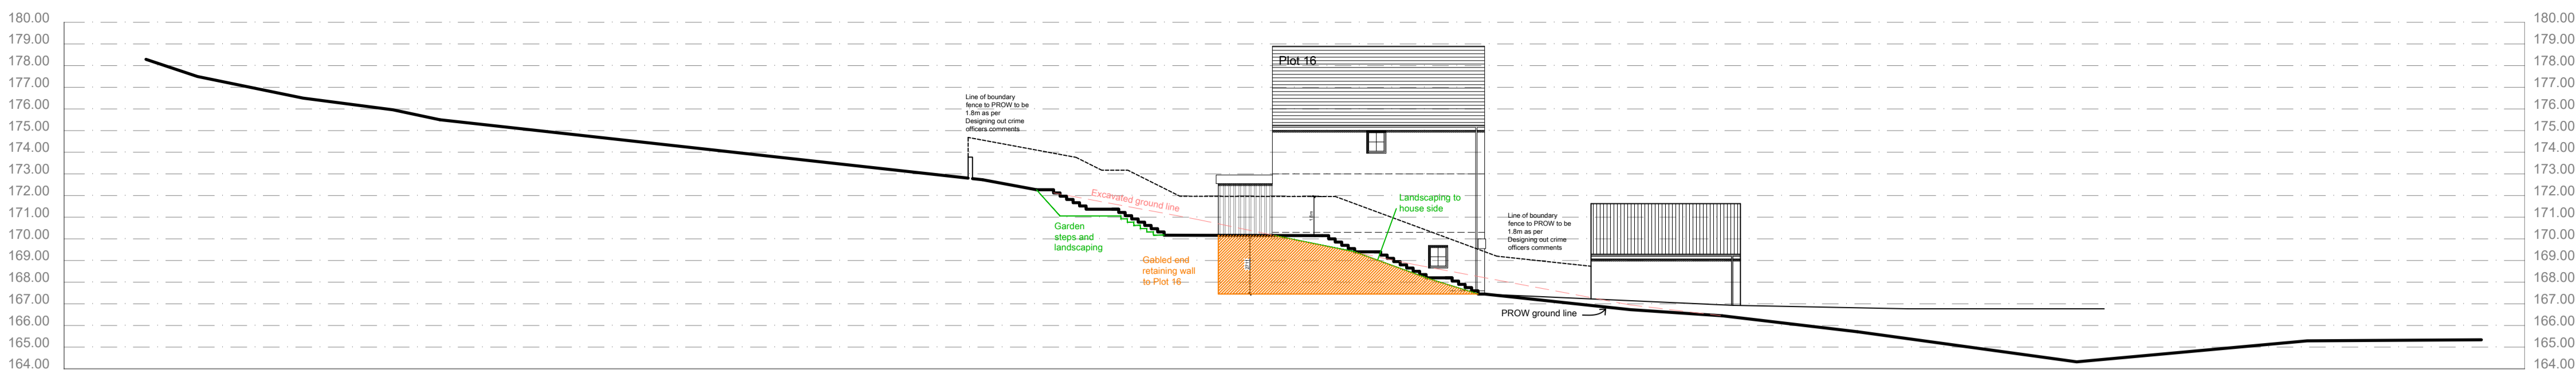 180.00
179.00
178.00
177.00
176.00
175.00
174.00
173.00
172.00
171.00
170.00
169.00
168.00
167.00
166.00
165.00
164.00
Line of boundary
fence to PROW to be
1.8m as per
Designing out crime
officers comments
Excavated ground line
Garden
steps and
landscaping
Gabled end
retaining wall
to Plot 16
Plot 16
Landscaping to
house side
Line of boundary
fence to PROW to be
1.8m as per
Designing out crime
officers comments
PROW ground line
180.00
179.00
178.00
177.00
176.00
175.00
174.00
173.00
172.00
171.00
170.00
169.00
168.00
167.00
166.00
165.00
164.00